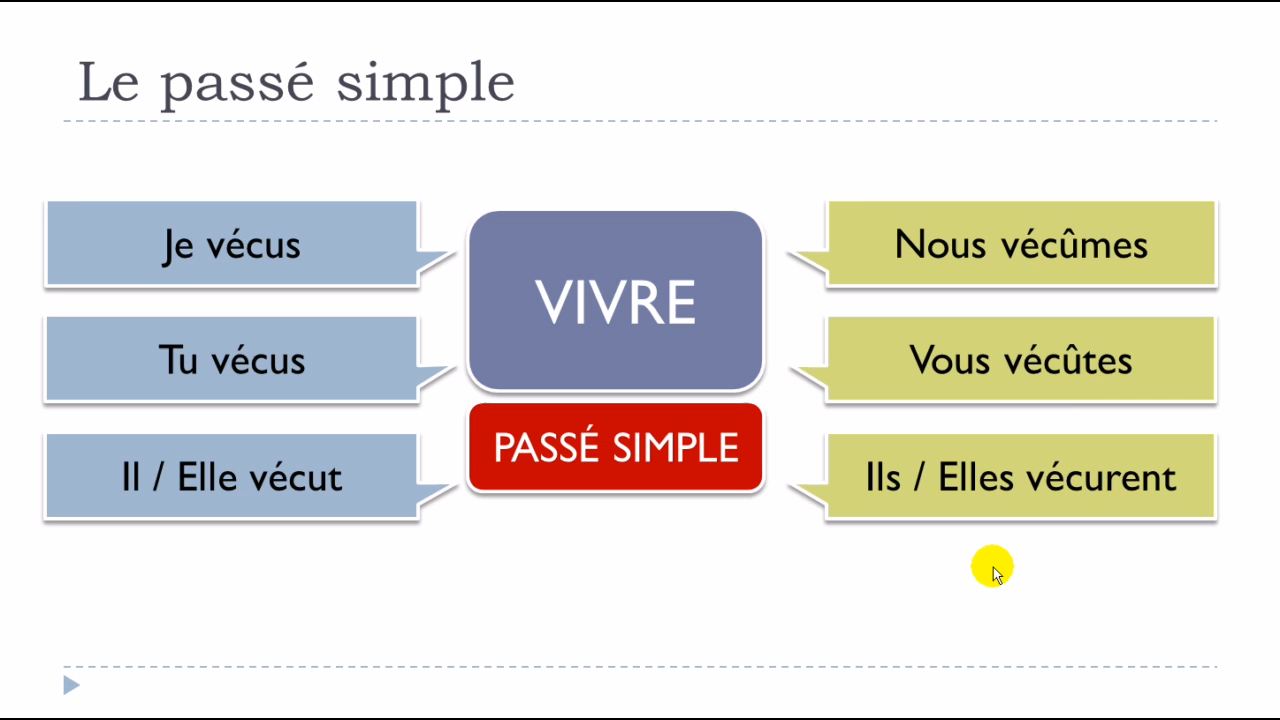 Le passé simple
Je vécus
Tu vécus
Il / Elle vécut
VIVRE
PASSÉ SIMPLE
Nous vécûmes
Vous vécûtes
Ils / Elles vécurent